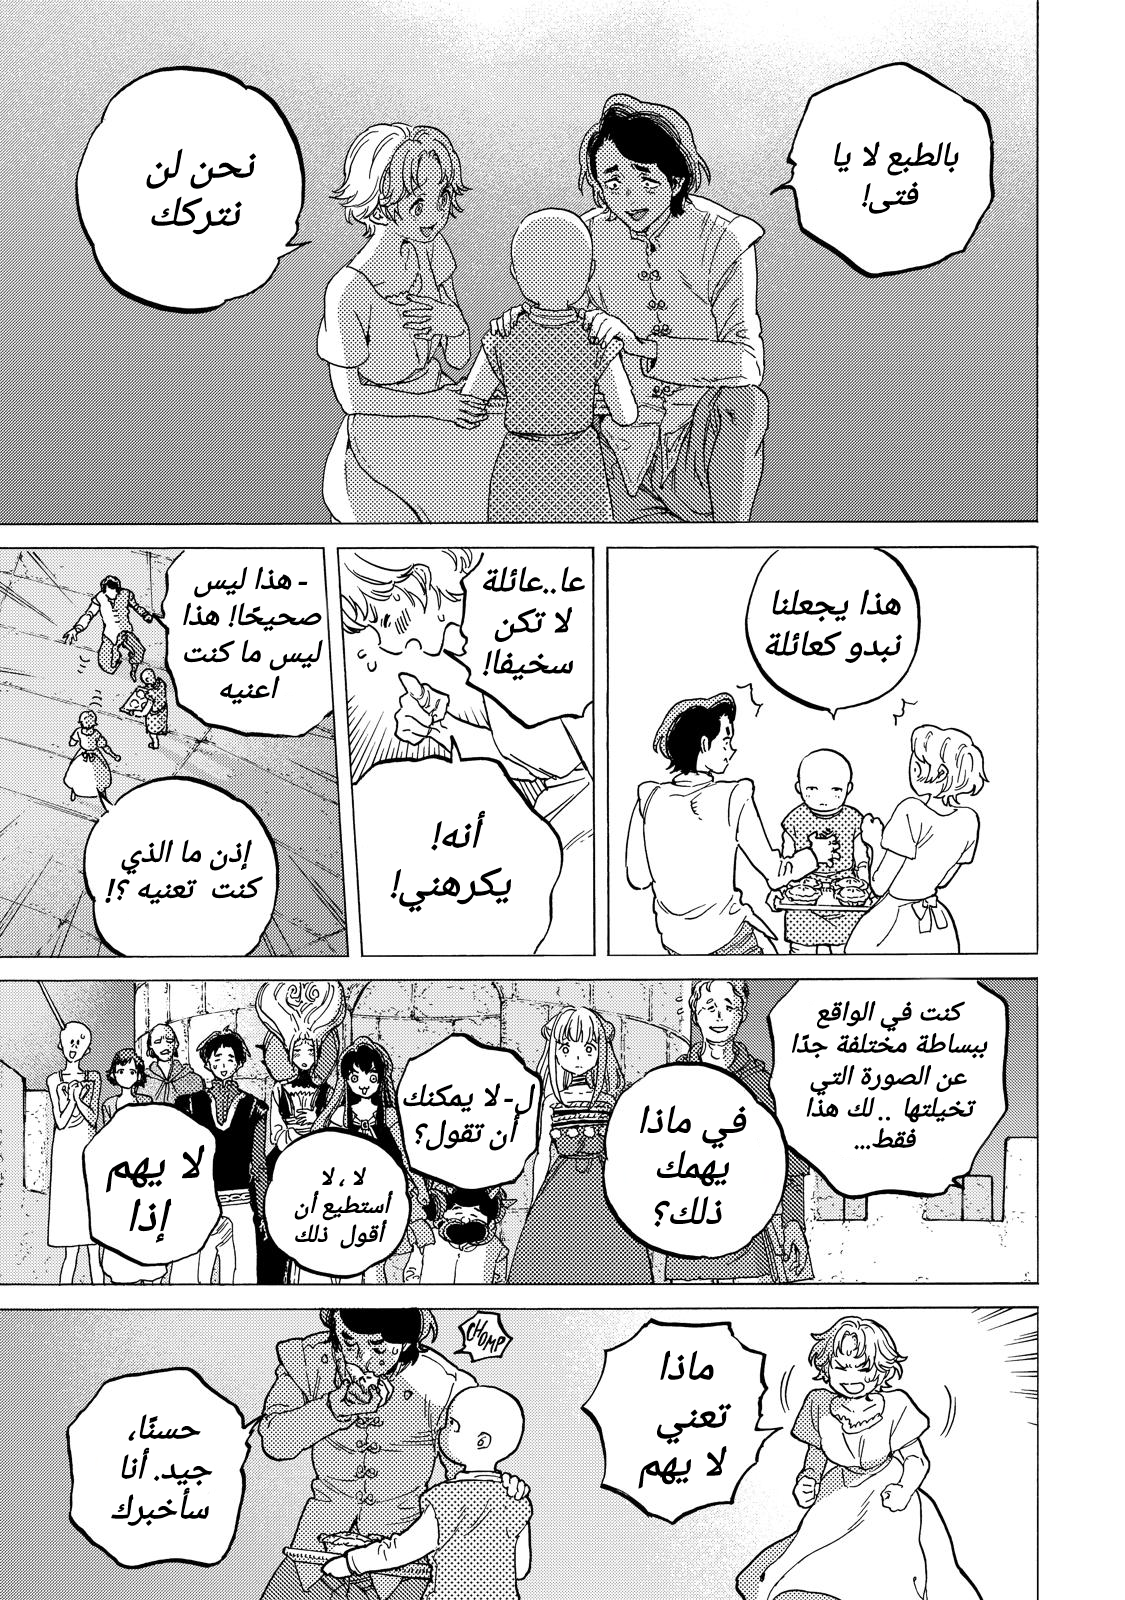 بالطبع لا يا
فتى!
نحن لن
نتركك
هذا يجعلنا
نبدو كعائلة
عا..عائلة
لا تكن
سخيفا!
أنه!
يكرهني!
- هذا ليس
صحيحًا! هذا
ليس ما كنت
اعنيه
إذن ما الذي
كنت تعنيه ؟!
كنت في الواقع
ببساطة مختلفة جدًا
عن الصورة التي
تخيلتها .. لك هذا
فقط...
في ماذا
يهمك
ذلك؟
ل- لا يمكنك
أن تقول؟
لا ، لا
أستطيع أن
أقول ذلك
لا يهم
إذا
ماذا
تعني
لا يهم
CHOMP
حسنًا،
جيد. أنا
سأخبرك